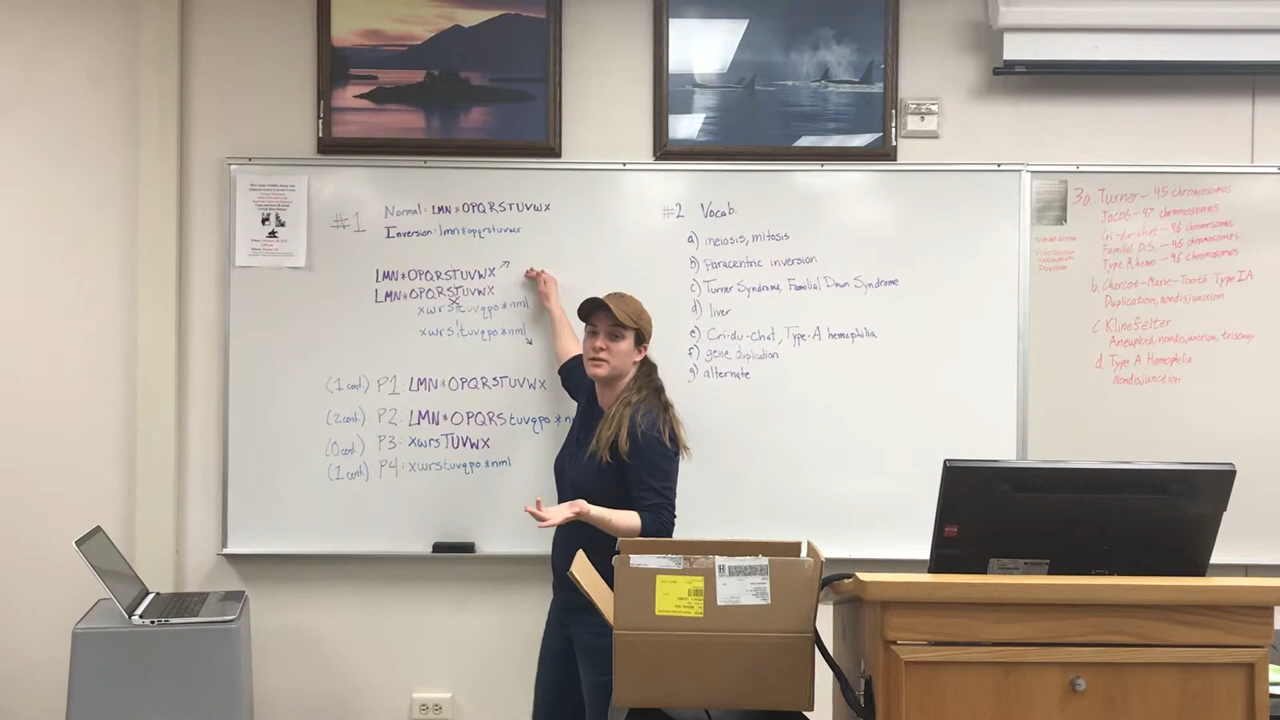 #1
Normal: LMN*OPQRSTUVWX
Inversion: lmn*opqrstuvwx
LMN*OPQRSTUVWX
LMN*OPQRSTUVWX
xwrstuvqpo*nml
xwrstuvqpo*nml
(1 cent.) P1: LMN*OPQRSTUVWX
(2 cent.) P2: LMN*OPQRStuvqpo*n
(0 cent.) P3: xwrsTUVWX
(1 cent.) P4: xwrstuvqpo*nml
#2 Vocab.
a) meiosis, mitosis
b) paracentric inversion
c) Turner Syndrome, Familial Down Syndrome
d) liver
e) Cri-du-chat, Type-A hemophilia
f) gene duplication
g) alternate
3a. Turner - 45 chromosomes
Jacob - 47 chromosomes
Cri-du-chat - 46 chromosomes
Familial D.S. - 46 chromosomes
Type A hemo - 46 chromosomes
b. Charcot-Marie-Tooth Type IA
Duplication, nondisjunction
c. Klinefelter
Aneuploid, nondisjunction, trisomy
d. Type A Hemophilia
Nondisjunction